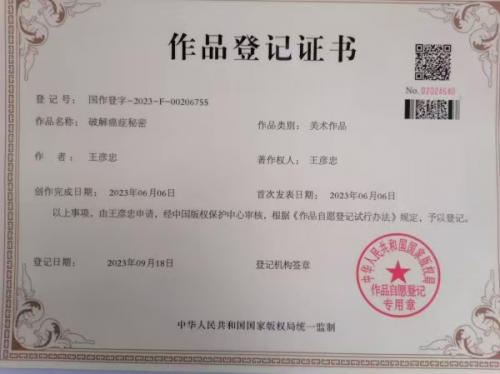 作品登记证书
No. 02024640
登 记 号： 国作登字-2023-F-00206755
作品名称： 破解癌症秘密 作品类别： 美术作品
作 者： 王彦忠 著作权人： 王彦忠
创作完成日期： 2023年06月06日 首次发表日期： 2023年06月06日
以上事项，由王彦忠申请，经中国版权保护中心审核，根据《作品自愿登记试行办法》规定，予以登记。
登记日期： 2023年09月18日 登记机构签章
中华人民共和国国家版权局
作品自愿登记
专用章
中华人民共和国国家版权局统一监制